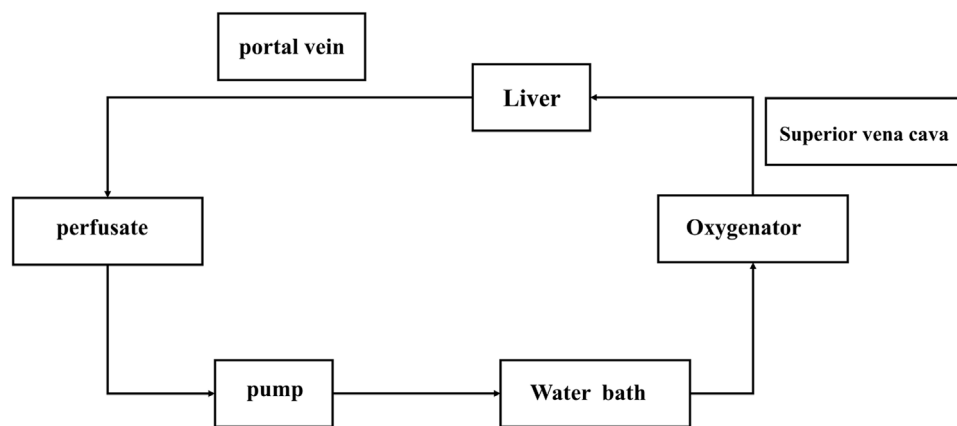 portal vein
Liver
Superior vena cava
perfusate
Oxygenator
pump
Water bath